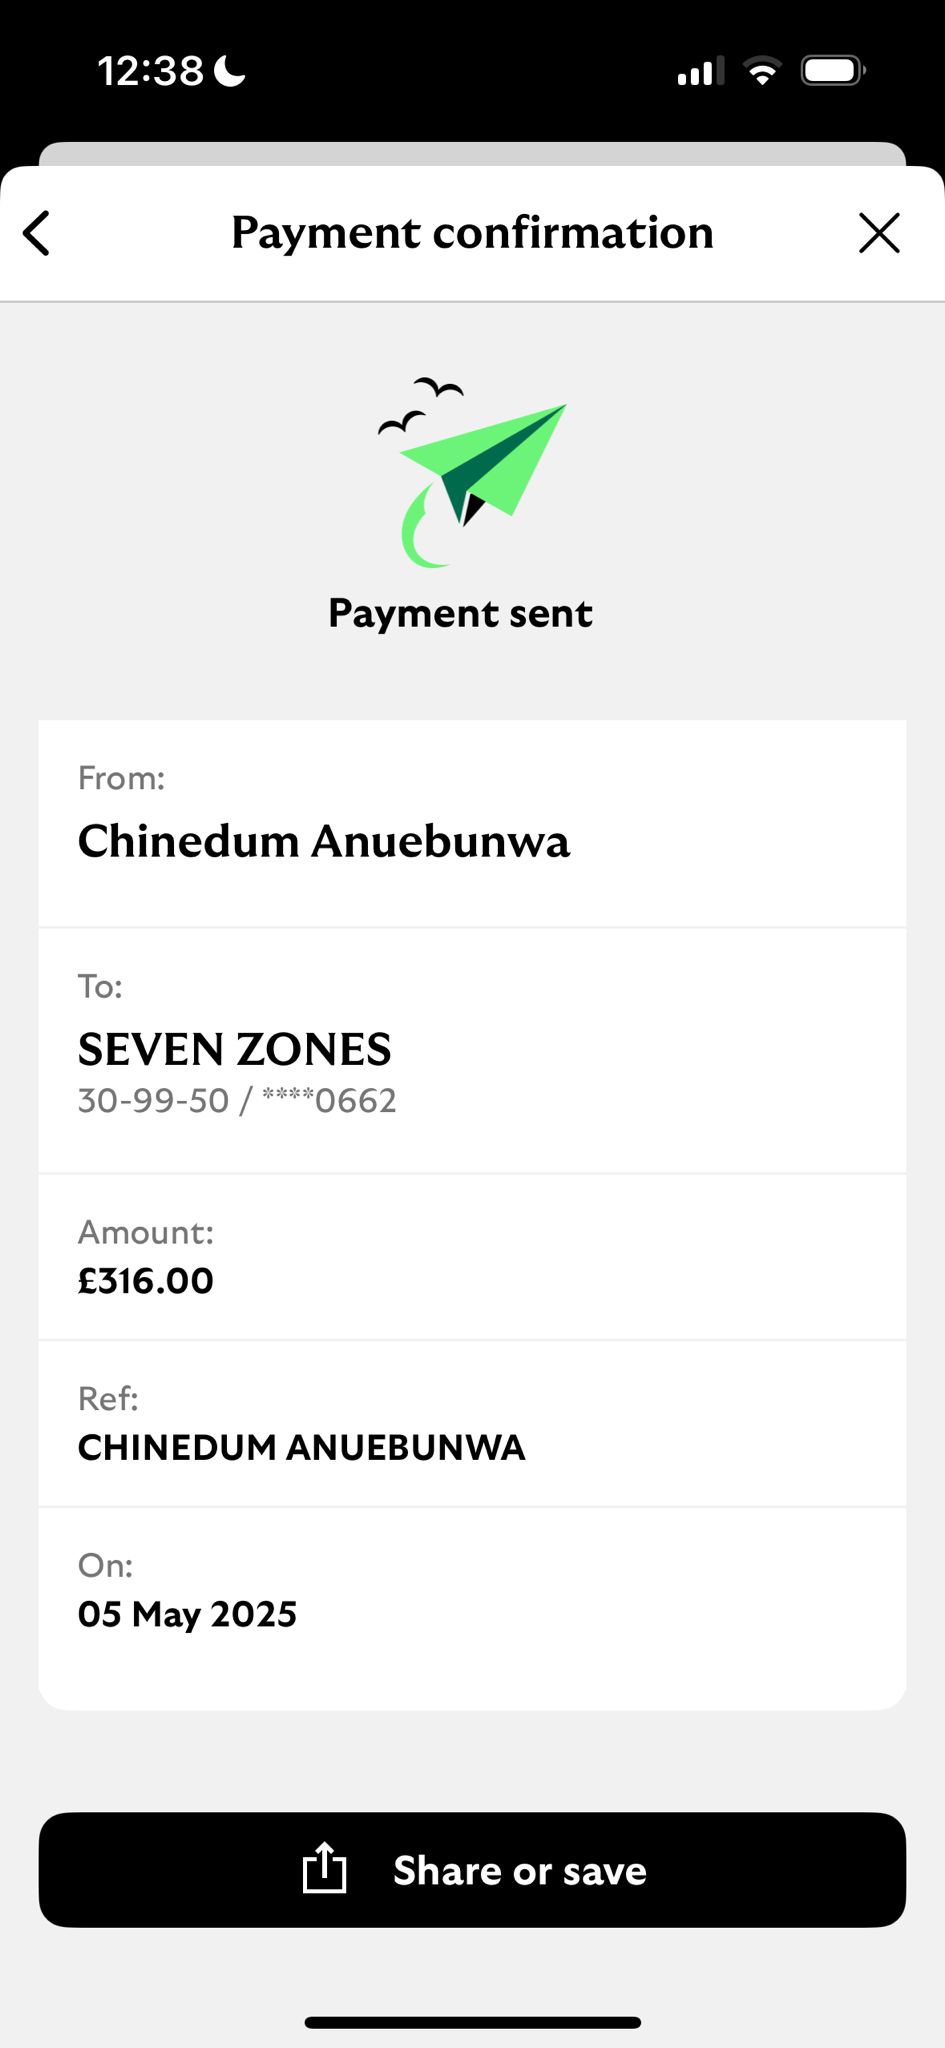 12:38
Payment confirmation
Payment sent
From:
Chinedum Anuebunwa
To:
SEVEN ZONES
30-99-50 / ****0662
Amount:
£316.00
Ref:
CHINEDUM ANUEBUNWA
On:
05 May 2025
Share or save